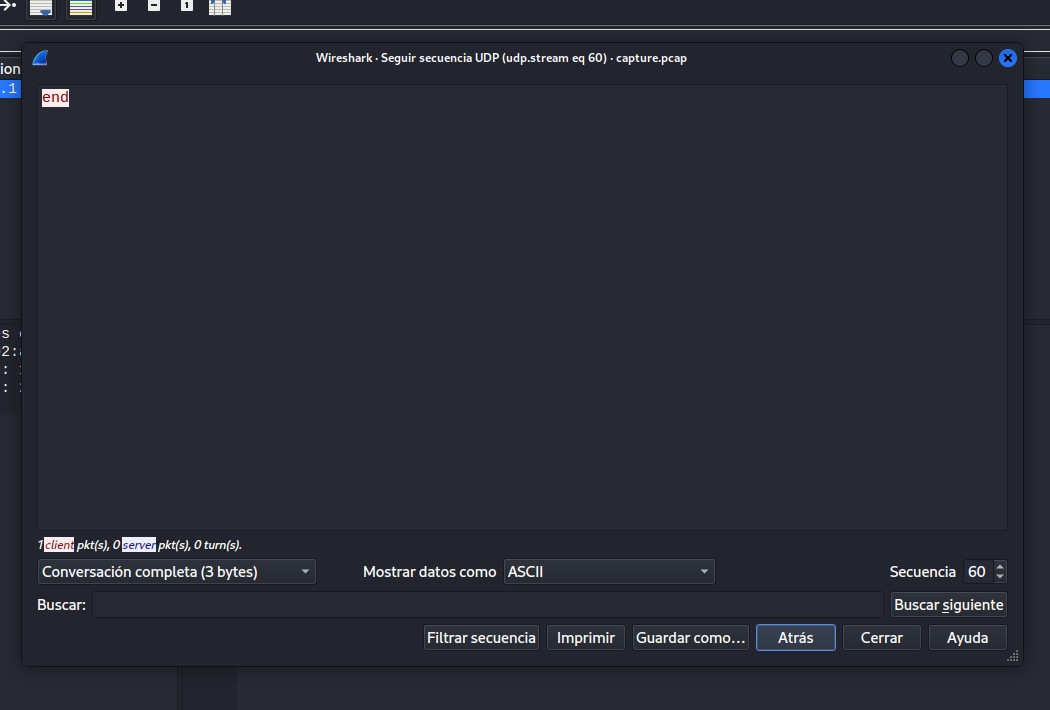 1
Wireshark · Seguir secuencia UDP (udp.stream eq 60) · capture.pcap
ion
.1
end
s
2:
:
:
1 client pkt(s), 0 server pkt(s), 0 turn(s).
Conversación completa (3 bytes) Mostrar datos como ASCII Secuencia 60
Buscar: Buscar siguiente
Filtrar secuencia Imprimir Guardar como… Atrás Cerrar Ayuda